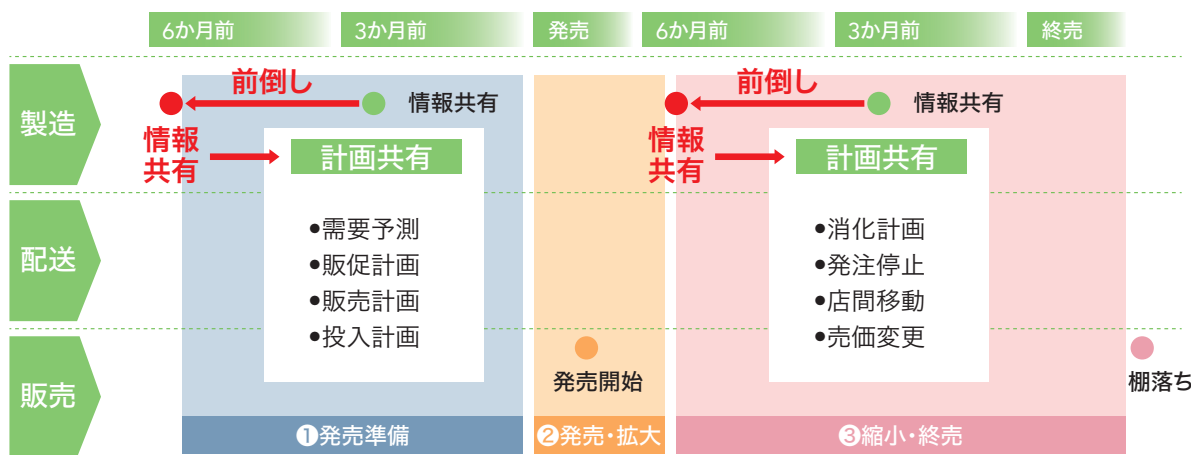 6か月前
3か月前
発売
6か月前
3か月前
終売
製造
前倒し
情報共有
情報
共有
計画共有
前倒し
情報共有
情報
共有
計画共有
配送
●需要予測
●販促計画
●販売計画
●投入計画
●消化計画
●発注停止
●店間移動
●売価変更
販売
発売開始
棚落ち
❶発売準備
❷発売・拡大
❸縮小・終売